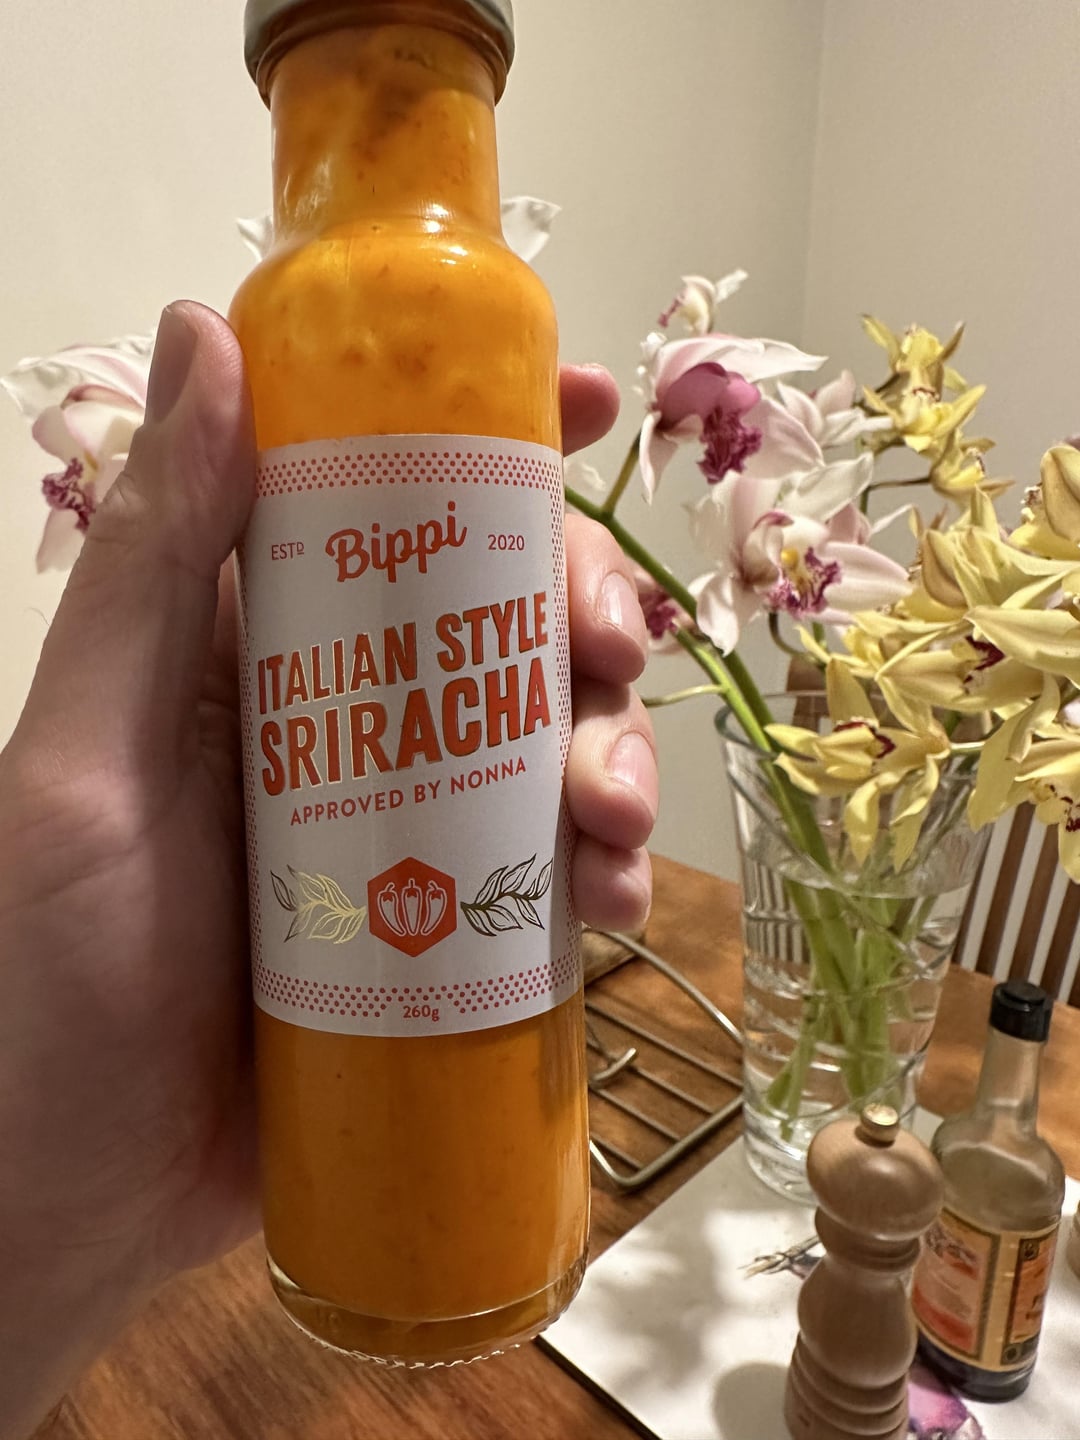 ESTD Bippi 2020
ITALIAN STYLE
SRIRACHA
APPROVED BY NONNA
260g